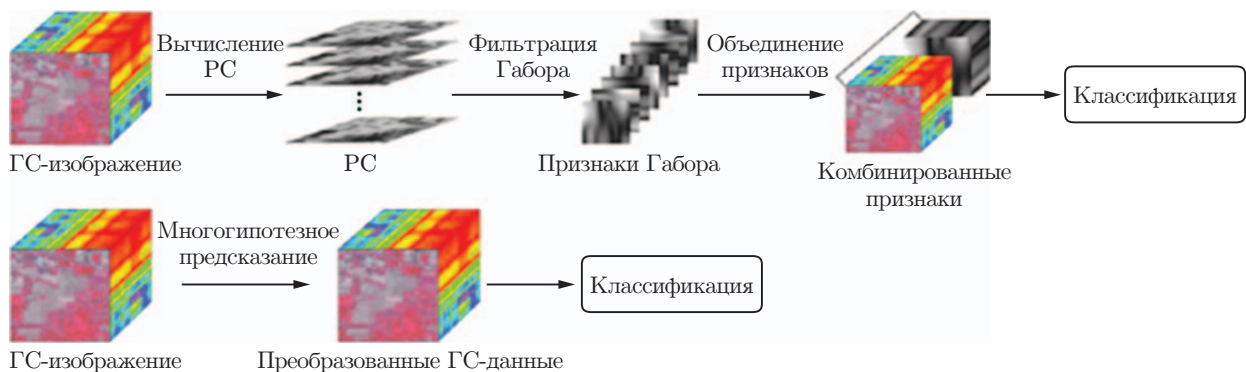 Вычисление
PC
Фильтрация
Габора
Объединение
признаков
Классификация
ГС-изображение
PC
Признаки Габора
Комбинированные
признаки
Многогипотезное
предсказание
Классификация
ГС-изображение
Преобразованные ГС-данные